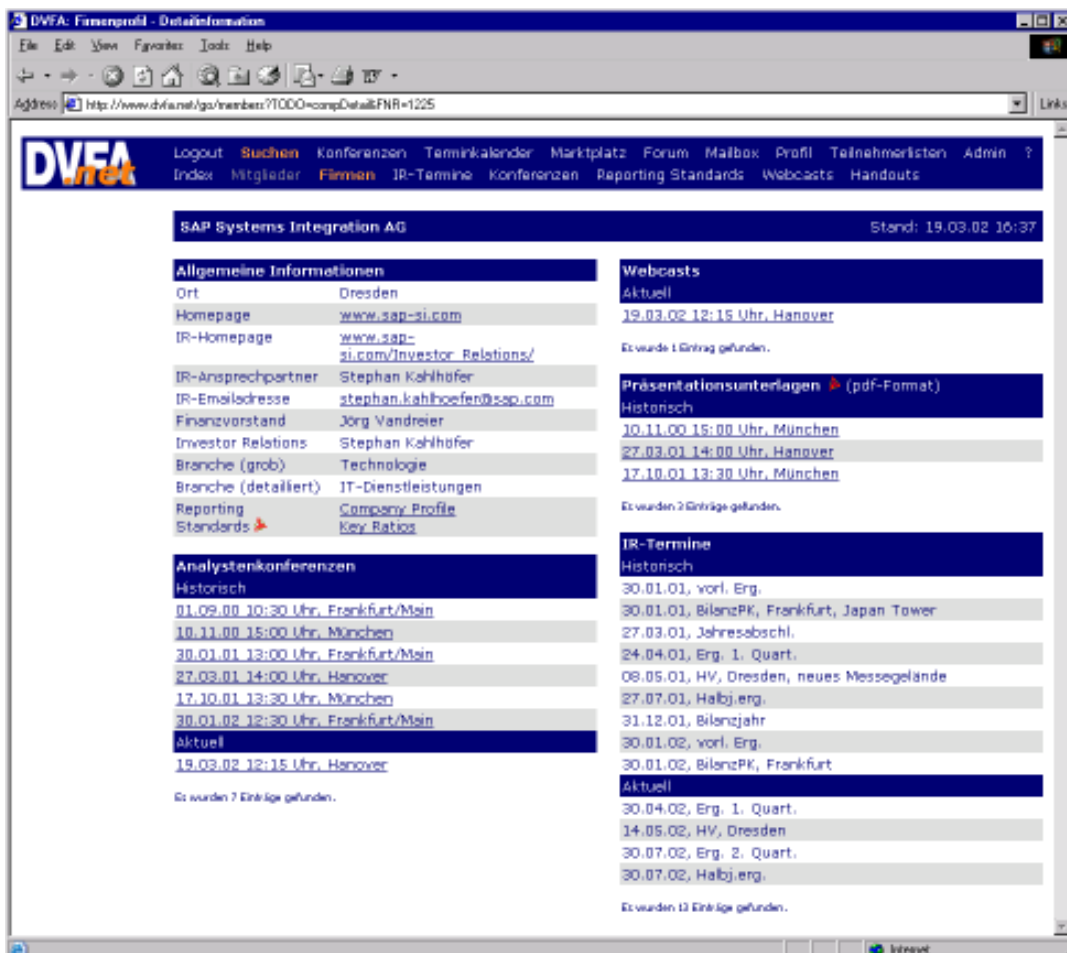 DVFA: Firmenprofil - Detailinformation
File Edit View Favorites Tools Help
Address http://www.dvfa.net/go/members?TODO=compDetail&FNR=1225 Links
DVFA .net
Logout Suchen Konferenzen Terminkalender Marktplatz Forum Mailbox Profil Teilnehmerlisten Admin ?
Index Mitglieder Firmen IR-Termine Konferenzen Reporting Standards Webcasts Handouts
SAP Systems Integration AG Stand: 19.03.02 16:37
Allgemeine Informationen
Ort Dresden
Homepage www.sap-si.com
IR-Homepage www.sap-
si.com/Investor_Relations/
IR-Ansprechpartner Stephan Kahlhöfer
IR-Emailadresse stephan.kahlhoefer@sap.com
Finanzvorstand Jörg Vandreier
Investor Relations Stephan Kahlhöfer
Branche (grob) Technologie
Branche (detailliert) IT-Dienstleistungen
Reporting Company Profile
Standards Key Ratios
Analystenkonferenzen
Historisch
01.09.00 10:30 Uhr, Frankfurt/Main
10.11.00 15:00 Uhr, München
30.01.01 13:00 Uhr, Frankfurt/Main
27.03.01 14:00 Uhr, Hanover
17.10.01 13:30 Uhr, München
30.01.02 12:30 Uhr, Frankfurt/Main
Aktuell
19.03.02 12:15 Uhr, Hanover
Es wurden 7 Einträge gefunden.
Webcasts
Aktuell
19.03.02 12:15 Uhr, Hanover
Es wurde 1 Eintrag gefunden.
Präsentationsunterlagen (pdf-Format)
Historisch
10.11.00 15:00 Uhr, München
27.03.01 14:00 Uhr, Hanover
17.10.01 13:30 Uhr, München
Es wurden 3 Einträge gefunden.
IR-Termine
Historisch
30.01.01, vorl. Erg.
30.01.01, BilanzPK, Frankfurt, Japan Tower
27.03.01, Jahresabschl.
24.04.01, Erg. 1. Quart.
08.05.01, HV, Dresden, neues Messegelände
27.07.01, Halbj.erg.
31.12.01, Bilanzjahr
30.01.02, vorl. Erg.
30.01.02, BilanzPK, Frankfurt
Aktuell
30.04.02, Erg. 1. Quart.
14.05.02, HV, Dresden
30.07.02, Erg. 2. Quart.
30.07.02, Halbj.erg.
Es wurden 13 Einträge gefunden.
Internet